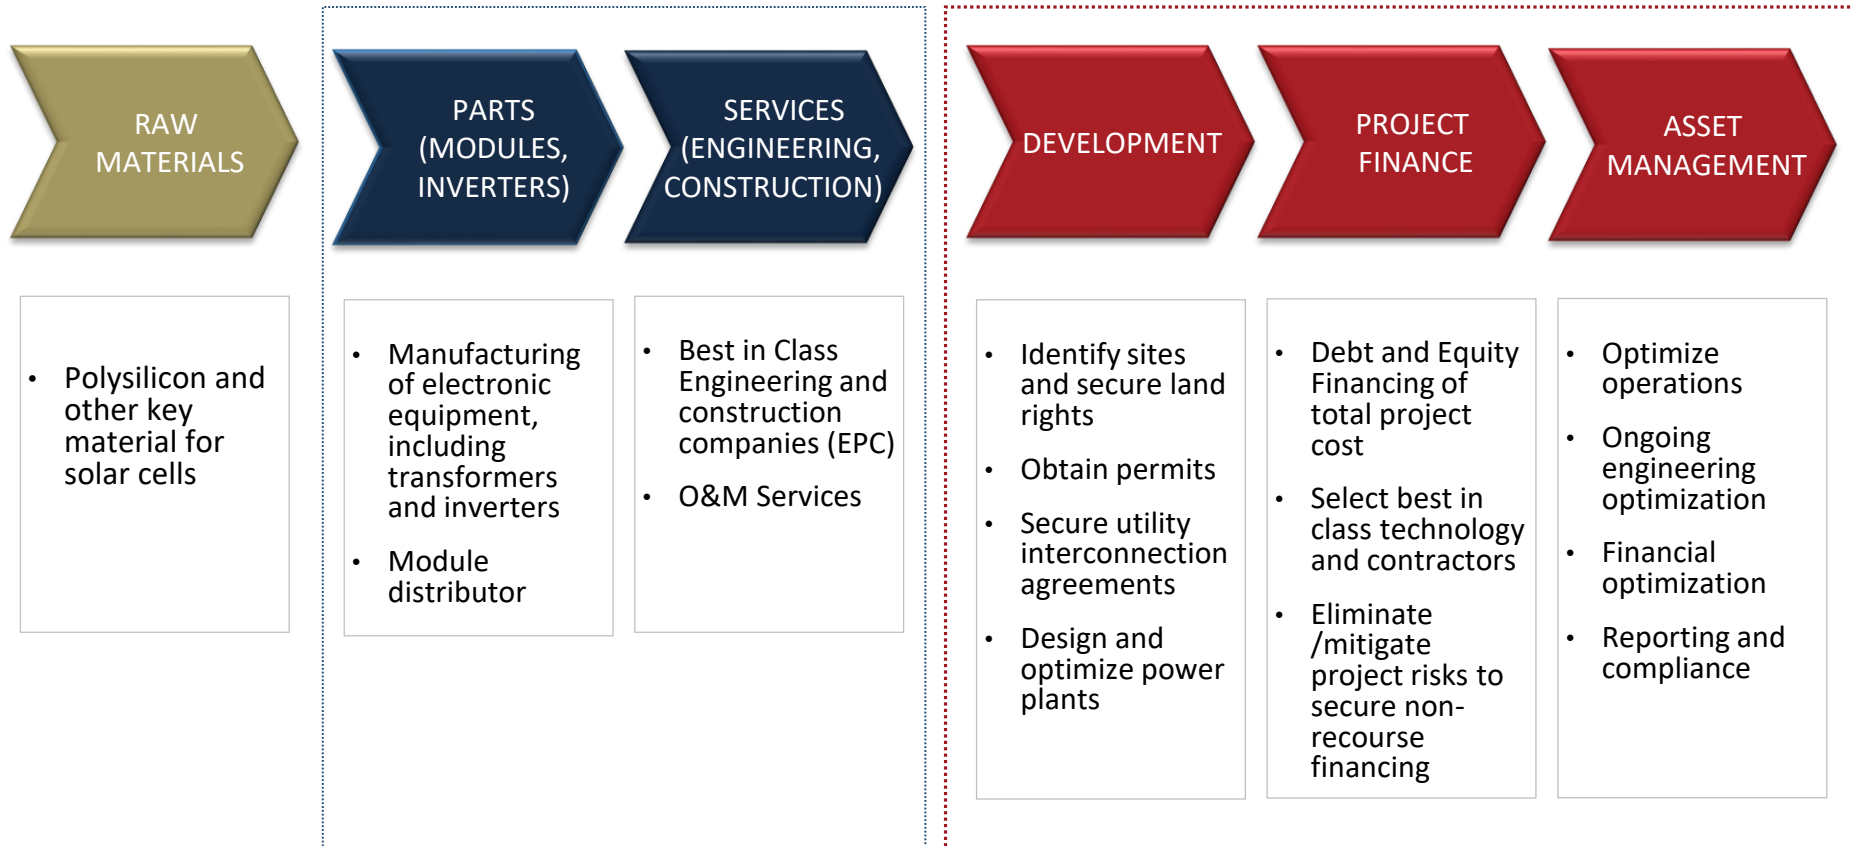 RAW
MATERIALS
PARTS
(MODULES,
INVERTERS)
SERVICES
(ENGINEERING,
CONSTRUCTION)
DEVELOPMENT
PROJECT
FINANCE
ASSET
MANAGEMENT
• Polysilicon and
other key
material for
solar cells
• Manufacturing
of electronic
equipment,
including
transformers
and inverters
• Module
distributor
• Best in Class
Engineering and
construction
companies (EPC)
• O&M Services
• Identify sites
and secure land
rights
• Obtain permits
• Secure utility
interconnection
agreements
• Design and
optimize power
plants
• Debt and Equity
Financing of
total project
cost
• Select best in
class technology
and contractors
• Eliminate
/mitigate
project risks to
secure non-
recourse
financing
• Optimize
operations
• Ongoing
engineering
optimization
• Financial
optimization
• Reporting and
compliance